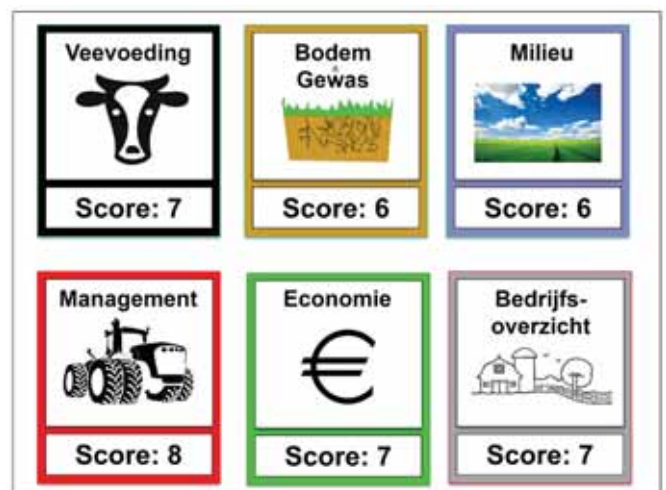 Veevoeding
Score: 7
Bodem
Gewas
Score: 6
Milieu
Score: 6
Management
Score: 8
Economie
€
Score: 7
Bedrijfs-
overzicht
Score: 7